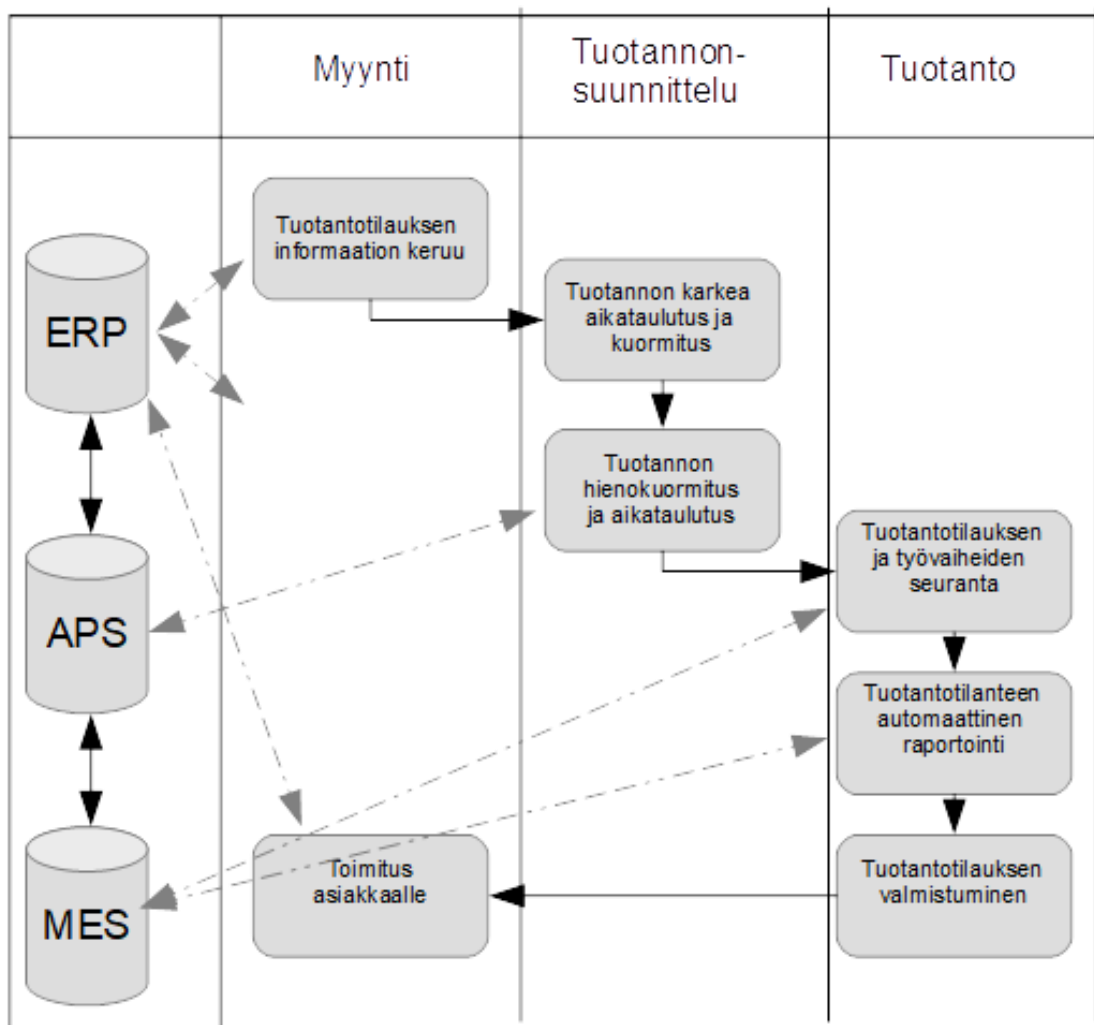 Myynti
Tuotannon-
suunnittelu
Tuotanto
Tuotantotilauksen
informaation keruu
ERP
Tuotannon karkea
aikataulutus ja
kuormitus
Tuotannon
hienokuormitus
ja aikataulutus
APS
Tuotantotilauksen
ja työvaiheiden
seuranta
Tuotantotilanteen
automaattinen
raportointi
MES
Toimitus
asiakkaalle
Tuotantotilauksen
valmistuminen